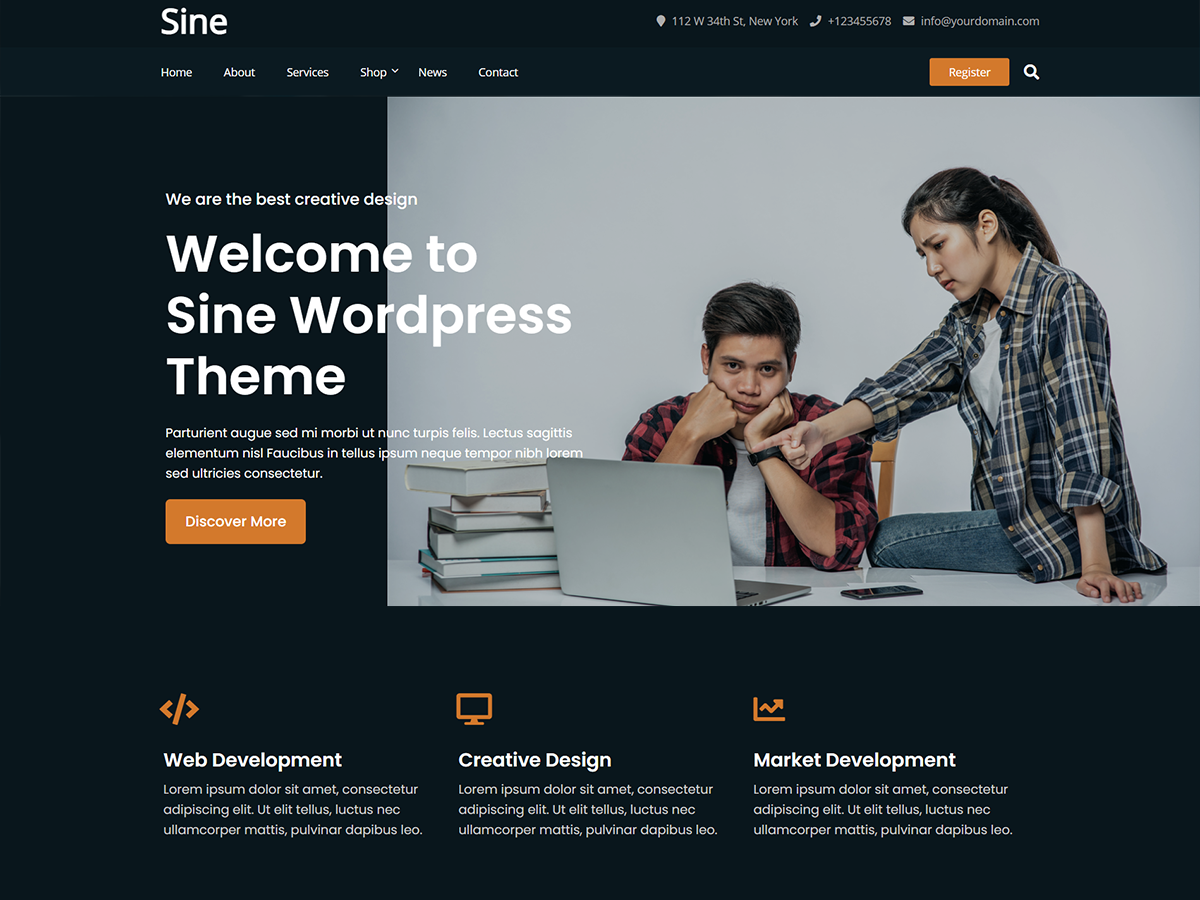 Sine
112 W 34th St, New York +123455678 info@yourdomain.com
Home About Services Shop News Contact Register
We are the best creative design
Welcome to
Sine Wordpress
Theme
Parturient augue sed mi morbi ut nunc turpis felis. Lectus sagittis
elementum nisl Faucibus in tellus ipsum neque tempor nibh lorem
sed ultricies consectetur.
Discover More
Web Development
Lorem ipsum dolor sit amet, consectetur
adipiscing elit. Ut elit tellus, luctus nec
ullamcorper mattis, pulvinar dapibus leo.
Creative Design
Lorem ipsum dolor sit amet, consectetur
adipiscing elit. Ut elit tellus, luctus nec
ullamcorper mattis, pulvinar dapibus leo.
Market Development
Lorem ipsum dolor sit amet, consectetur
adipiscing elit. Ut elit tellus, luctus nec
ullamcorper mattis, pulvinar dapibus leo.